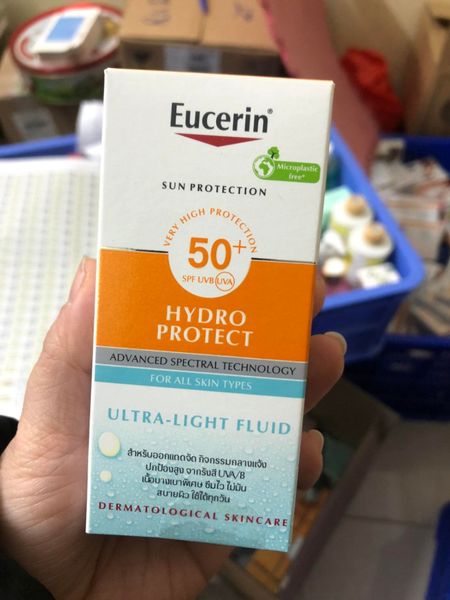 Eucerin®
Microplastic
free*
SUN PROTECTION
VERY HIGH PROTECTION
50+
SPF UVB UVA
HYDRO
PROTECT
ADVANCED SPECTRAL TECHNOLOGY
FOR ALL SKIN TYPES
ULTRA-LIGHT FLUID
สำหรับออกแดดจัด กิจกรรมกลางแจ้ง
ปกป้องสูง จากรังสี UVA/B
เนื้อบางเบาพิเศษ ซึมไว ไม่มัน
สบายผิว ใช้ได้ทุกวัน
DERMATOLOGICAL SKINCARE